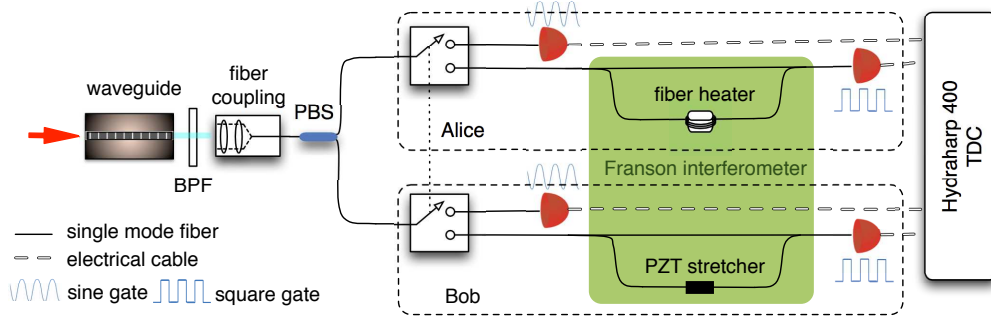 waveguide
BPF
fiber
coupling
PBS
Alice
fiber heater
Franson interferometer
PZT stretcher
Bob
Hydraharp 400
TDC
single mode fiber
electrical cable
sine gate
square gate